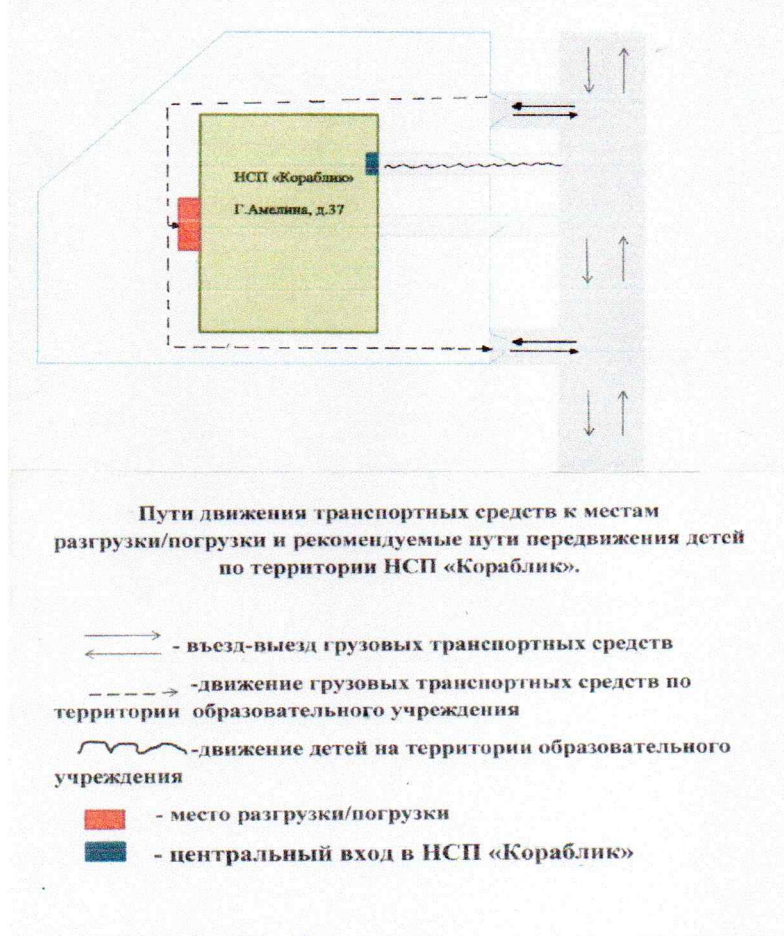 НСП «Кораблик»
Г.Амелина, д.37
Пути движения транспортных средств к местам
разгрузки/погрузки и рекомендуемые пути передвижения детей
по территории НСП «Кораблик».
- въезд-выезд грузовых транспортных средств
-движение грузовых транспортных средств по
территории образовательного учреждения
-движение детей на территории образовательного
учреждения
- место разгрузки/погрузки
- центральный вход в НСП «Кораблик»